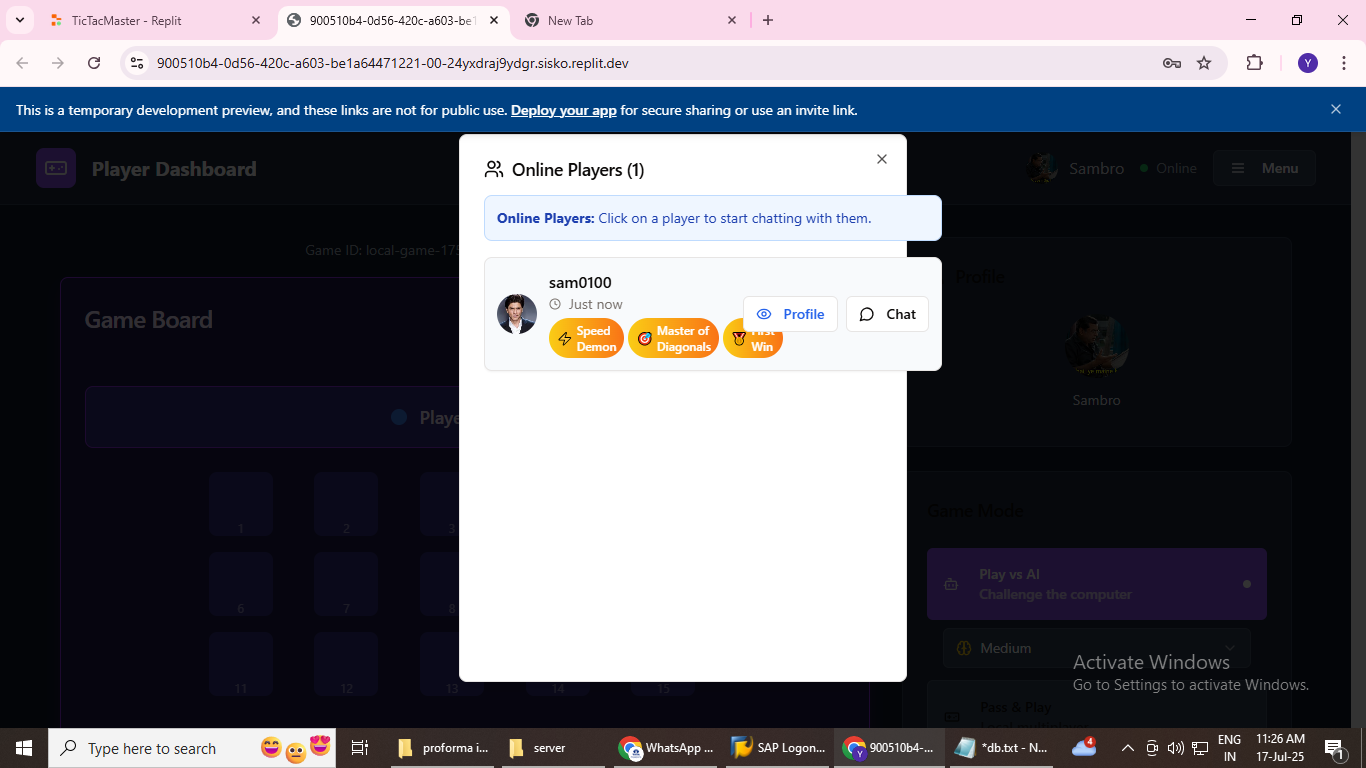 TicTacMaster - Replit
900510b4-0d56-420c-a603-be1
New Tab
900510b4-0d56-420c-a603-be1a64471221-00-24yxdraj9ydgr.sisko.replit.dev
Y
This is a temporary development preview, and these links are not for public use. Deploy your app for secure sharing or use an invite link.
Player Dashboard
Sambro
Online
Menu
Online Players (1)
Online Players: Click on a player to start chatting with them.
Game ID: local-game-175
Profile
sam0100
Just now
Speed
Demon
Master of
Diagonals
First
Win
Profile
Chat
Game Board
Sambro
Game Mode
1
2
3
Play vs AI
Challenge the computer
6
7
8
Medium
11
12
13
14
15
Pass & Play
Local multiplayer
Activate Windows
Go to Settings to activate Windows.
Type here to search
proforma i...
server
WhatsApp ...
SAP Logon...
900510b4-...
*db.txt - N...
4
ENG
IN
11:26 AM
17-Jul-25
1